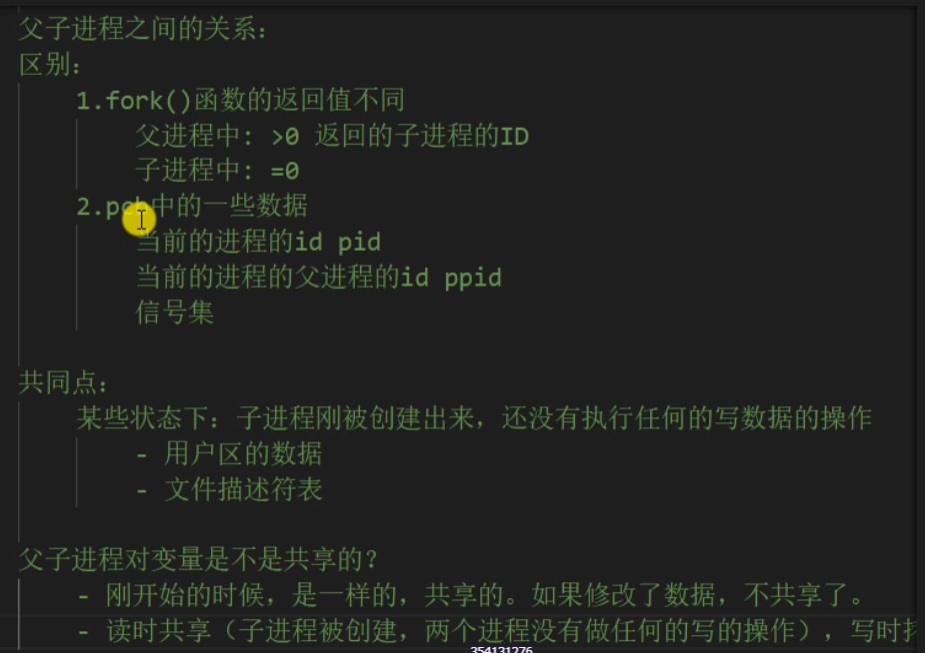 父子进程之间的关系：
区别：
1.fork()函数的返回值不同
父进程中: >0 返回的子进程的ID
子进程中: =0
2.pcb中的一些数据
当前的进程的id pid
当前的进程的父进程的id ppid
信号集
共同点：
某些状态下：子进程刚被创建出来，还没有执行任何的写数据的操作
- 用户区的数据
- 文件描述符表
父子进程对变量是不是共享的？
- 刚开始的时候，是一样的，共享的。如果修改了数据，不共享了。
- 读时共享（子进程被创建，两个进程没有做任何的写的操作），写时
354131276